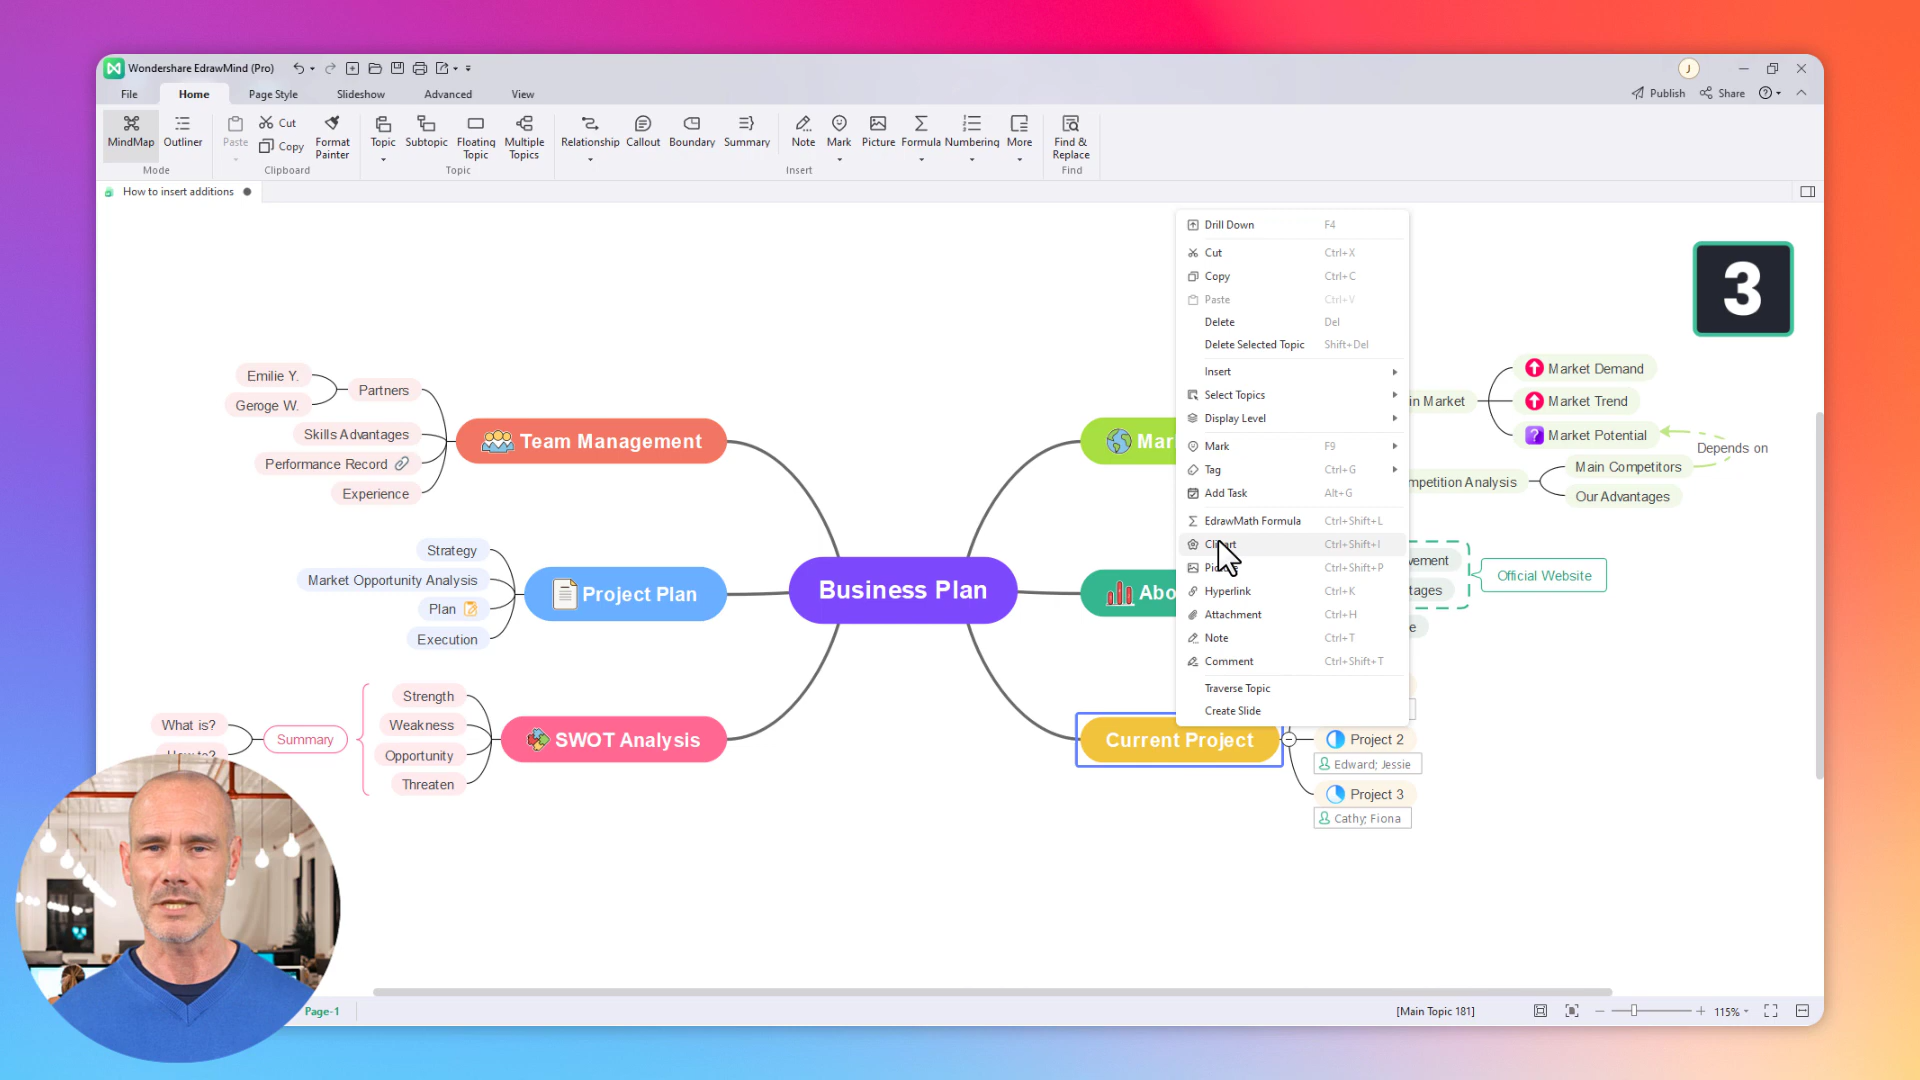 Wondershare EdrawMind (Pro)
J
File
Home
Page Style
Slideshow
Advanced
View
Publish
Share
MindMap
Outliner
Mode
Paste
Cut
Copy
Format Painter
Clipboard
Topic
Subtopic
Floating Topic
Multiple Topics
Topic
Relationship
Callout
Boundary
Summary
Note
Mark
Picture
Formula
Numbering
More
Insert
Find & Replace
Find
How to insert additions
3
Drill Down F4
Cut Ctrl+X
Copy Ctrl+C
Paste Ctrl+V
Delete Del
Delete Selected Topic Shift+Del
Insert
Select Topics
Display Level
Mark F9
Tag Ctrl+G
Add Task Alt+G
EdrawMath Formula Ctrl+Shift+L
Ctrl+Shift+I
Ctrl+Shift+P
Hyperlink Ctrl+K
Attachment Ctrl+H
Note Ctrl+T
Comment Ctrl+Shift+T
Traverse Topic
Create Slide
Emilie Y.
Geroge W.
Partners
Skills Advantages
Performance Record
Experience
Team Management
Strategy
Market Opportunity Analysis
Plan
Execution
Project Plan
What is?
Summary
Strength
Weakness
Opportunity
Threaten
SWOT Analysis
Business Plan
Mar
in Market
Market Demand
Market Trend
? Market Potential
Depends on
mpetition Analysis
Main Competitors
Our Advantages
Abo
vement
tages
e
Official Website
Current Project
Project 2
Edward; Jessie
Project 3
Cathy; Fiona
Page-1
[Main Topic 181]
115%